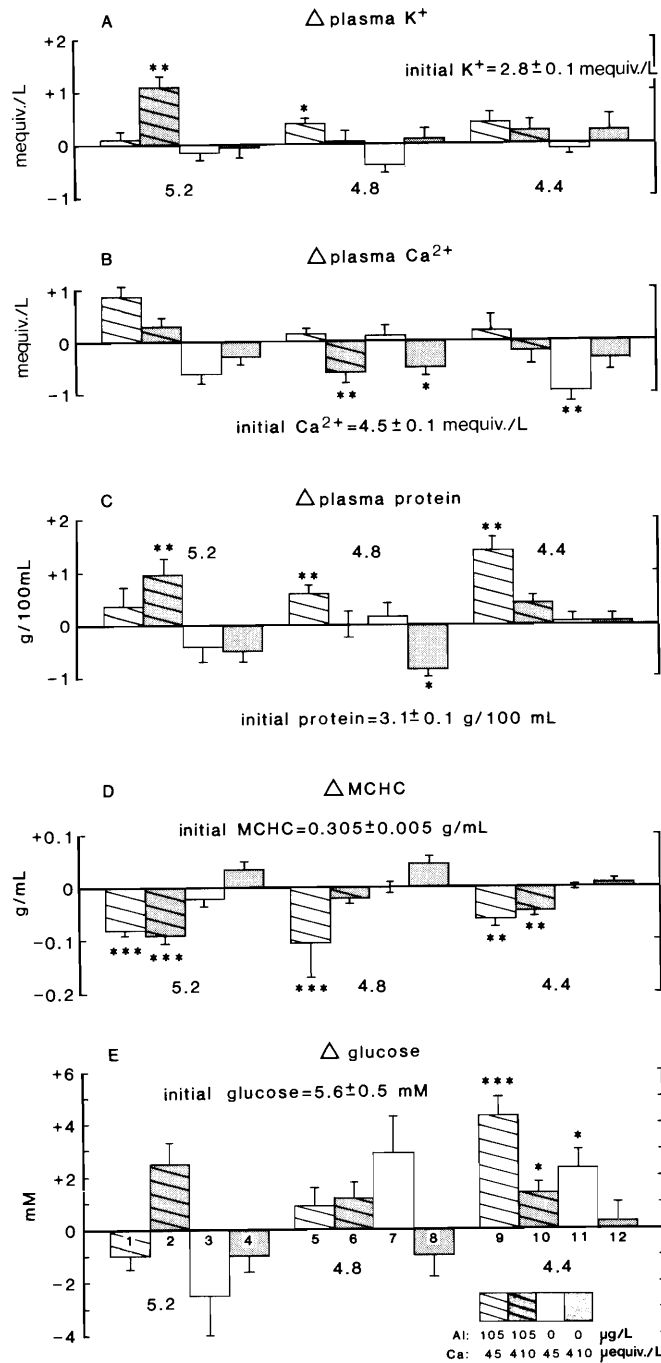 A
△ plasma K⁺
+2
initial K⁺=2.8±0.1 mequiv./L
**
+1
*
0
-1
mequiv./L
5.2
4.8
4.4
B
△ plasma Ca²⁺
+1
0
-1
mequiv./L
**
*
**
initial Ca²⁺=4.5±0.1 mequiv./L
C
△ plasma protein
+2
** 5.2
4.8
** 4.4
+1
**
0
-1
g/100mL
*
initial protein=3.1±0.1 g/100 mL
D
△ MCHC
initial MCHC=0.305±0.005 g/mL
+0.1
0
-0.1
-0.2
g/mL
*** ***
***
** **
5.2
4.8
4.4
E
△ glucose
initial glucose=5.6±0.5 mM
+6
***
+4
*
*
+2
0
-2
-4
mM
1 2 3 4 5 6 7 8 9 10 11 12
5.2
4.8
4.4
Al: 105 105 0 0 µg/L
Ca: 45 410 45 410 µequiv./L